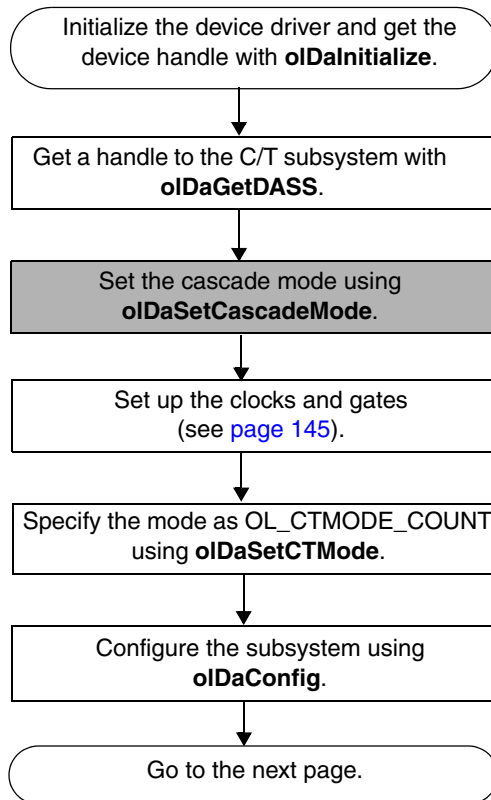 Initialize the device driver and get the
device handle with olDaInitialize.
Get a handle to the C/T subsystem with
olDaGetDASS.
Set the cascade mode using
olDaSetCascadeMode.
Set up the clocks and gates
(see page 145).
Specify the mode as OL_CTMODE_COUNT
using olDaSetCTMode.
Configure the subsystem using
olDaConfig.
Go to the next page.